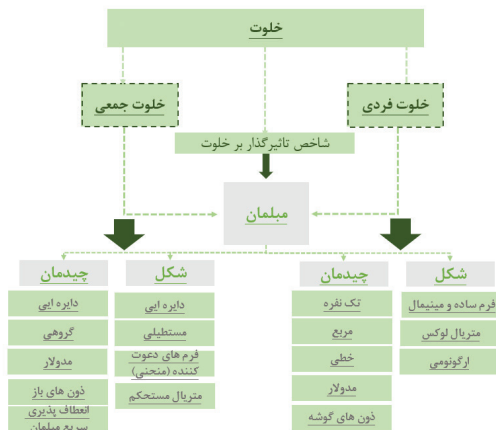 خلوت
خلوت فردی
خلوت جمعی
شاخص تاثیرگذار بر خلوت
مبلمان
شکل
فرم ساده و مینیمال
متریال لوکس
ارگونومی
چیدمان
تک نفره
مربع
خطی
مدولار
ذون های گوشه
شکل
دایره ایی
مستطیلی
فرم های دعوت
کننده (منحنی)
متریال مستحکم
چیدمان
دایره ایی
گروهی
مدولار
ذون های باز
انعطاف پذیری
سریع مبلمان